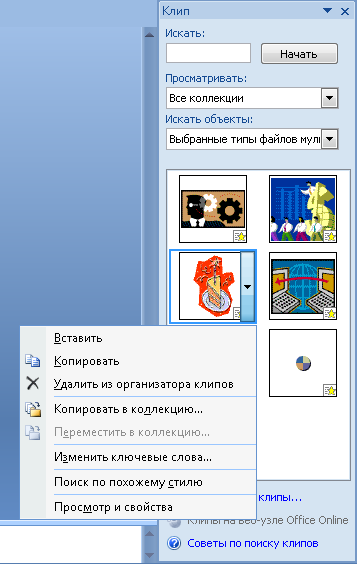 Клип
Искать:
Начать
Просматривать:
Все коллекции
Искать объекты:
Выбранные типы файлов мул
Вставить
Копировать
Удалить из организатора клипов
Копировать в коллекцию...
Переместить в коллекцию...
Изменить ключевые слова...
Поиск по похожему стилю
Просмотр и свойства
клипы...
Клипы на веб-узле Office Online
Советы по поиску клипов